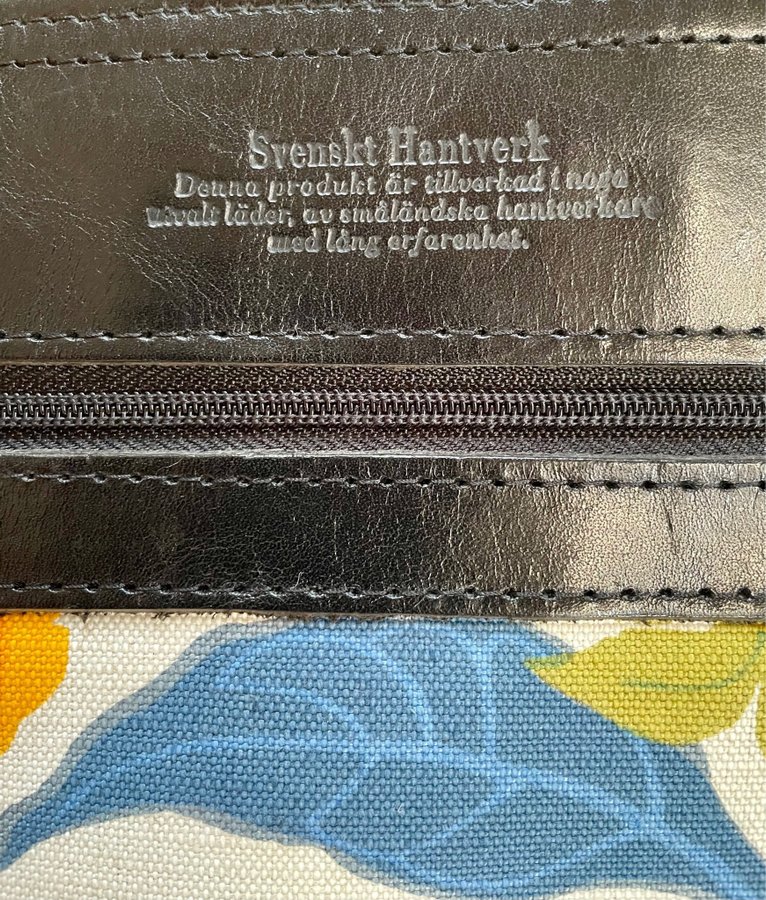 Svenskt Hantverk
Denna produkt är tillverkad i noga
utvalt läder, av småländska hantverkare
med lång erfarenhet.